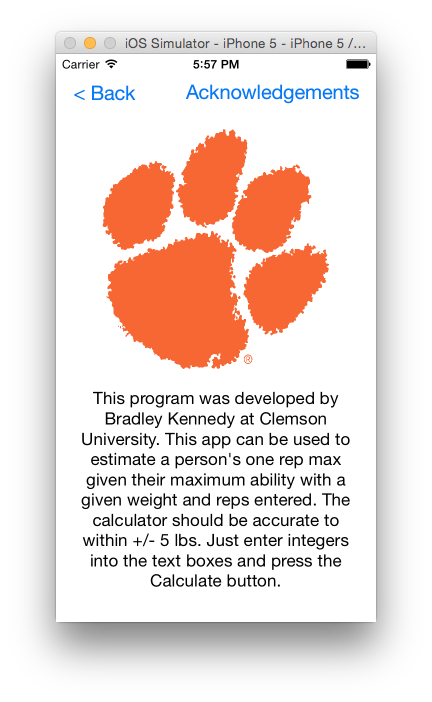 iOS Simulator - iPhone 5 - iPhone 5 /...
Carrier 5:57 PM
< Back Acknowledgements
®
This program was developed by
Bradley Kennedy at Clemson
University. This app can be used to
estimate a person's one rep max
given their maximum ability with a
given weight and reps entered. The
calculator should be accurate to
within +/- 5 lbs. Just enter integers
into the text boxes and press the
Calculate button.